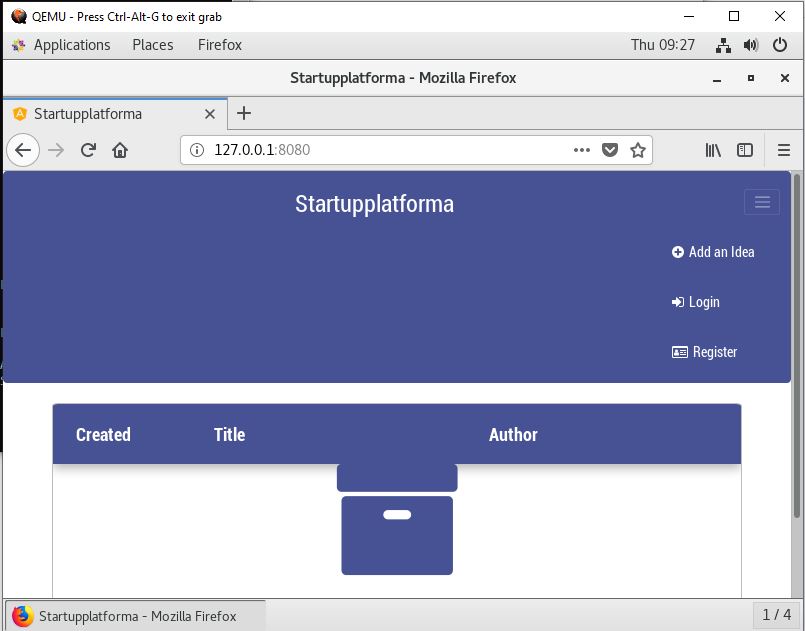 QEMU - Press Ctrl-Alt-G to exit grab
Applications Places Firefox Thu 09:27
Startupplatforma - Mozilla Firefox
Startupplatforma
127.0.0.1:8080
Startupplatforma
Add an Idea
Login
Register
Created Title Author
Startupplatforma - Mozilla Firefox 1 / 4